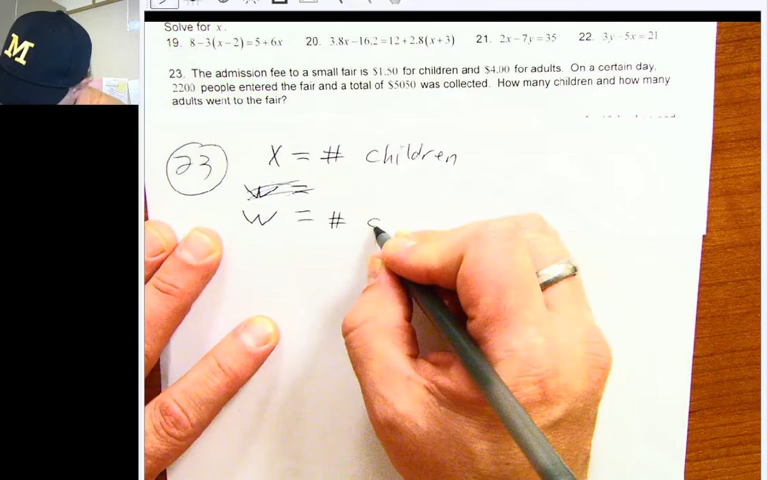 M
Solve for x.
19. 8-3(x-2)=5+6x 20. 3.8x-16.2=12+2.8(x+3) 21. 2x-7y=35 22. 3y-5x=21
23. The admission fee to a small fair is $1.50 for children and $4.00 for adults. On a certain day,
2200 people entered the fair and a total of $5050 was collected. How many children and how many
adults went to the fair?
23 x = # children
w =
w = #